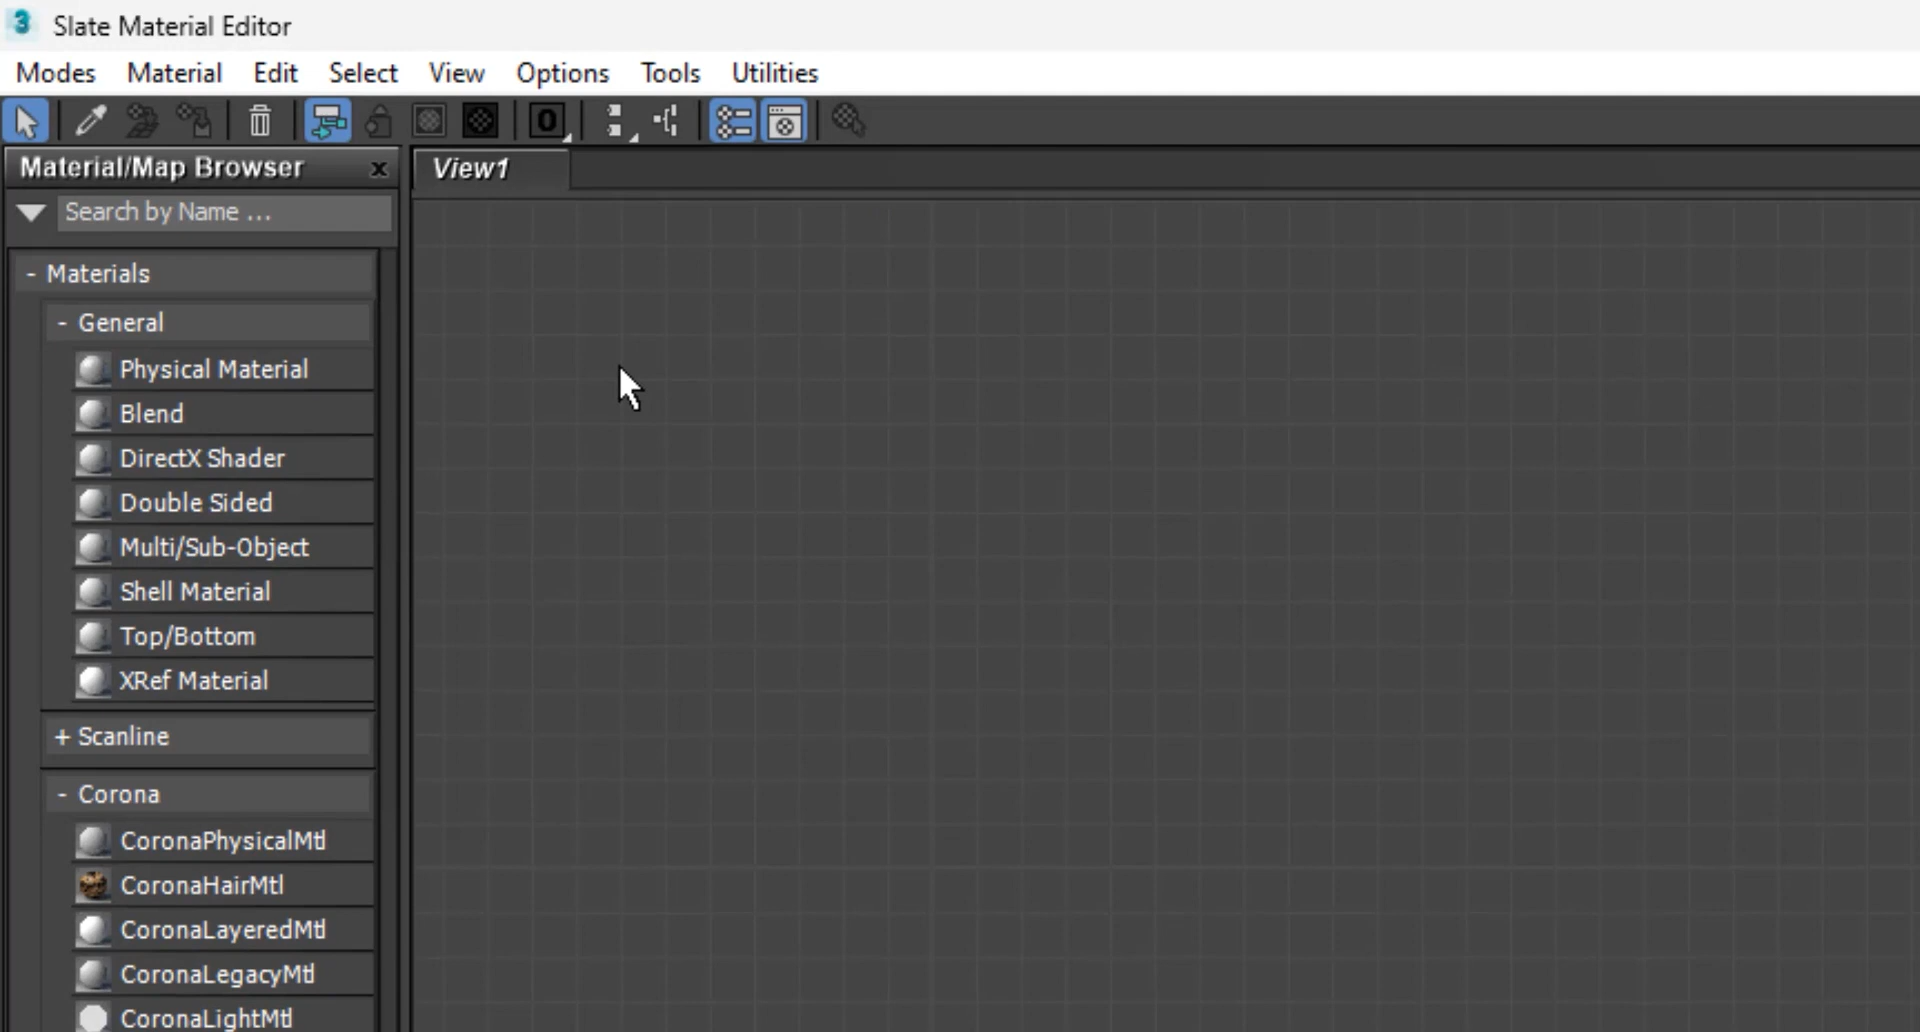 Slate Material Editor
Modes Material Edit Select View Options Tools Utilities
0
Material/Map Browser x
View1
Search by Name ...
- Materials
- General
Physical Material
Blend
DirectX Shader
Double Sided
Multi/Sub-Object
Shell Material
Top/Bottom
XRef Material
+ Scanline
- Corona
CoronaPhysicalMtl
CoronaHairMtl
CoronaLayeredMtl
CoronaLegacyMtl
CoronaLightMtl